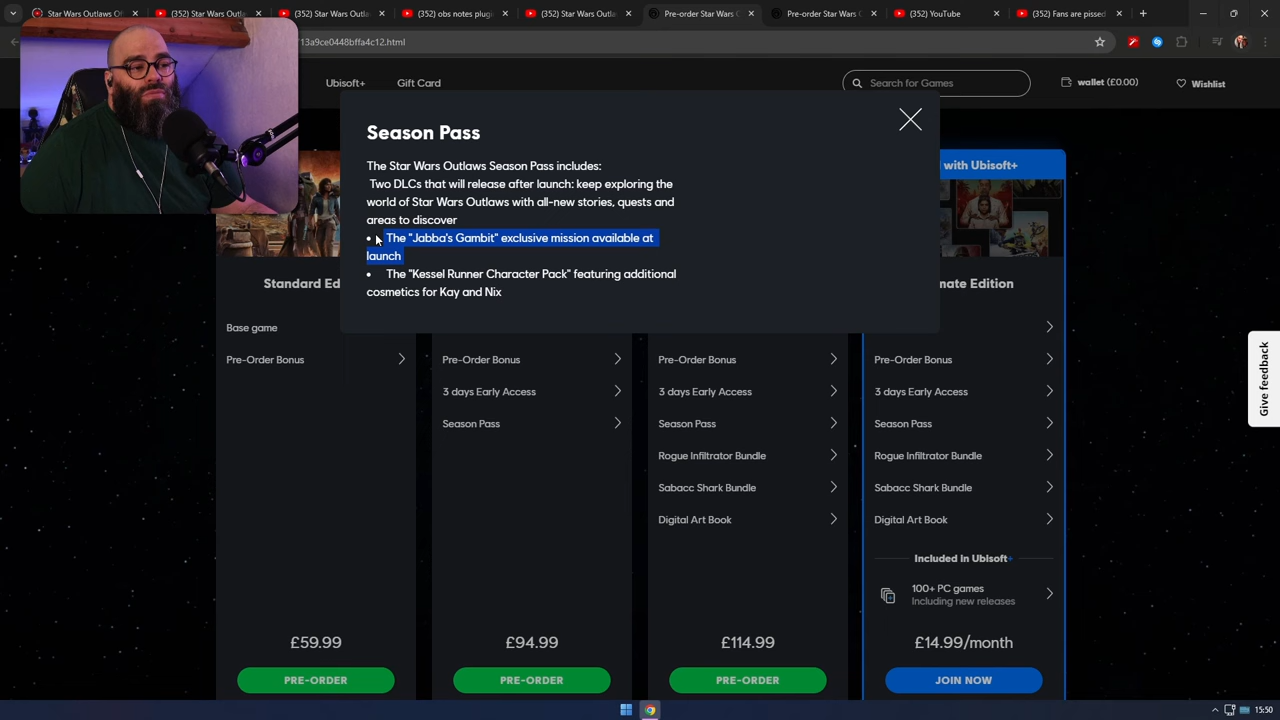 Star Wars Outlaws Of
(352) Star Wars Outla
(352) Star Wars Outla
(352) obs notes plugi
(352) Star Wars Outla
Pre-order Star Wars O
Pre-order Star Wars
(352) YouTube
(352) Fans are pissed
13a9ce0448bffa4c12.html
Ubisoft+
Gift Card
Search for Games
wallet (£0.00)
Wishlist
Season Pass
The Star Wars Outlaws Season Pass includes:
Two DLCs that will release after launch: keep exploring the
world of Star Wars Outlaws with all-new stories, quests and
areas to discover
• The "Jabba's Gambit" exclusive mission available at
launch
• The "Kessel Runner Character Pack" featuring additional
cosmetics for Kay and Nix
with Ubisoft+
Standard Ed
mate Edition
Base game
Pre-Order Bonus
Pre-Order Bonus
3 days Early Access
Season Pass
Pre-Order Bonus
3 days Early Access
Season Pass
Rogue Infiltrator Bundle
Sabacc Shark Bundle
Digital Art Book
Pre-Order Bonus
3 days Early Access
Season Pass
Rogue Infiltrator Bundle
Sabacc Shark Bundle
Digital Art Book
Included In Ubisoft+
100+ PC games
Including new releases
£59.99
£94.99
£114.99
£14.99/month
PRE-ORDER
PRE-ORDER
PRE-ORDER
JOIN NOW
Give feedback
15:50